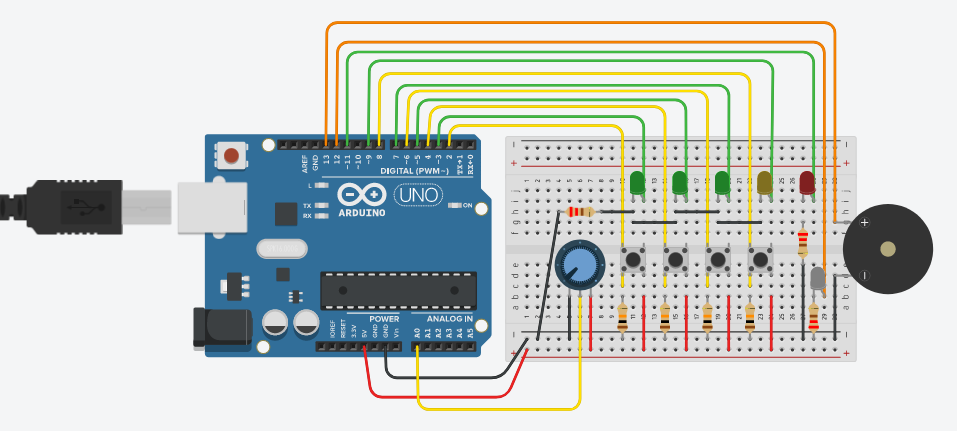 AREF
GND
13
12
~11
~10
~9
8
7
~6
~5
4
~3
2
TX→1
RX←0
DIGITAL (PWM~)
L
TX
RX
ARDUINO
UNO
ON
IOREF
RESET
3.3V
5V
GND
GND
Vin
POWER
ANALOG IN
A0
A1
A2
A3
A4
A5